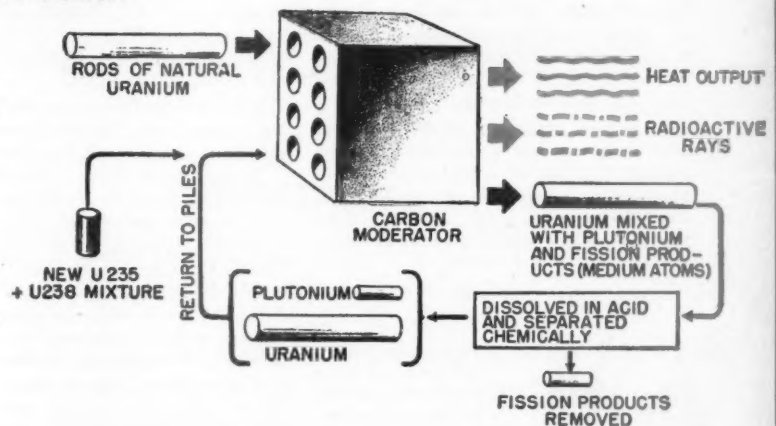 RODS OF NATURAL
URANIUM
HEAT OUTPUT
RADIOACTIVE
RAYS
CARBON
MODERATOR
URANIUM MIXED
WITH PLUTONIUM
AND FISSION PROD-
UCTS (MEDIUM ATOMS)
NEW U 235
+ U238 MIXTURE
RETURN TO PILES
PLUTONIUM
URANIUM
DISSOLVED IN ACID
AND SEPARATED
CHEMICALLY
FISSION PRODUCTS
REMOVED